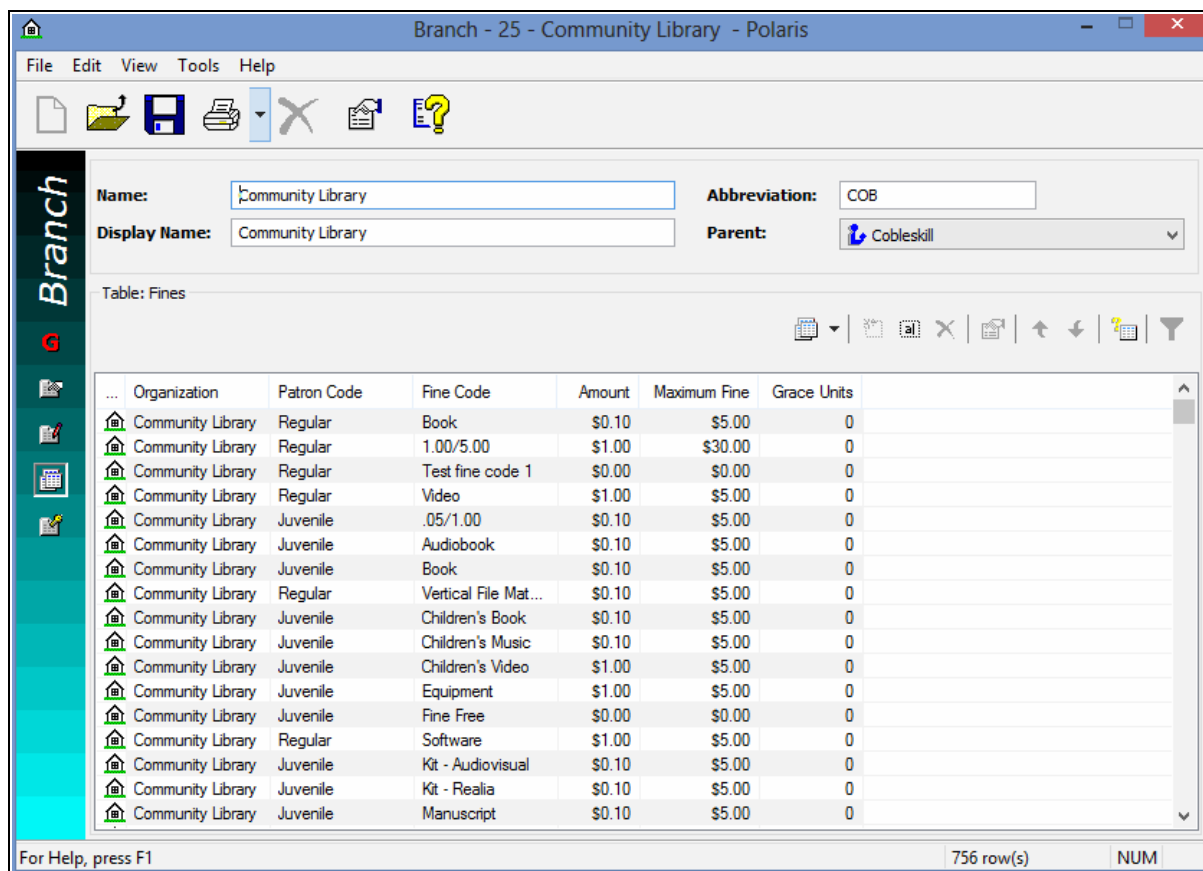 Branch - 25 - Community Library - Polaris
File Edit View Tools Help
Branch
Name: Community Library Abbreviation: COB
Display Name: Community Library Parent: Cobleskill
Table: Fines
... Organization Patron Code Fine Code Amount Maximum Fine Grace Units
Community Library Regular Book $0.10 $5.00 0
Community Library Regular 1.00/5.00 $1.00 $30.00 0
Community Library Regular Test fine code 1 $0.00 $0.00 0
Community Library Regular Video $1.00 $5.00 0
Community Library Juvenile .05/1.00 $0.10 $5.00 0
Community Library Juvenile Audiobook $0.10 $5.00 0
Community Library Juvenile Book $0.10 $5.00 0
Community Library Regular Vertical File Mat... $0.10 $5.00 0
Community Library Juvenile Children's Book $0.10 $5.00 0
Community Library Juvenile Children's Music $0.10 $5.00 0
Community Library Juvenile Children's Video $1.00 $5.00 0
Community Library Juvenile Equipment $1.00 $5.00 0
Community Library Juvenile Fine Free $0.00 $0.00 0
Community Library Regular Software $1.00 $5.00 0
Community Library Juvenile Kit - Audiovisual $0.10 $5.00 0
Community Library Juvenile Kit - Realia $0.10 $5.00 0
Community Library Juvenile Manuscript $0.10 $5.00 0
For Help, press F1 756 row(s) NUM